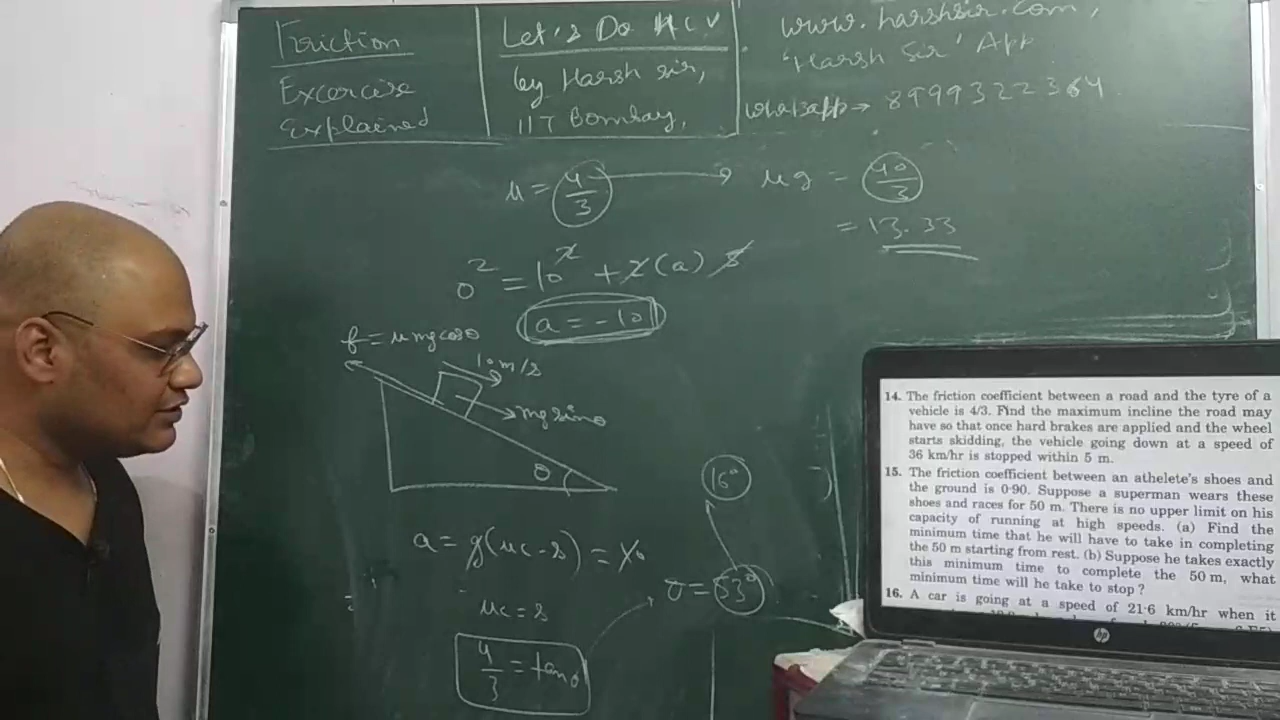 Friction
Excercise
Explained
Let's Do HCV
by Harsh sir,
IIT Bombay,
www.harshsir.com,
'Harsh Sir' App
whatsapp → 8999322364
μ = 4/3 → μg = 40/3
= 13.33
0² = 10² + 2(a) 5
a = -10
f = μmgcosθ
10 m/s
mgsinθ
θ
a = g(μc - s) = 10
μc = s
4/3 = tanθ
θ = 53°
16°
14. The friction coefficient between a road and the tyre of a
vehicle is 4/3. Find the maximum incline the road may
have so that once hard brakes are applied and the wheel
starts skidding, the vehicle going down at a speed of
36 km/hr is stopped within 5 m.
15. The friction coefficient between an athelete's shoes and
the ground is 0·90. Suppose a superman wears these
shoes and races for 50 m. There is no upper limit on his
capacity of running at high speeds. (a) Find the
minimum time that he will have to take in completing
the 50 m starting from rest. (b) Suppose he takes exactly
this minimum time to complete the 50 m, what
minimum time will he take to stop ?
16. A car is going at a speed of 21·6 km/hr when it
hp